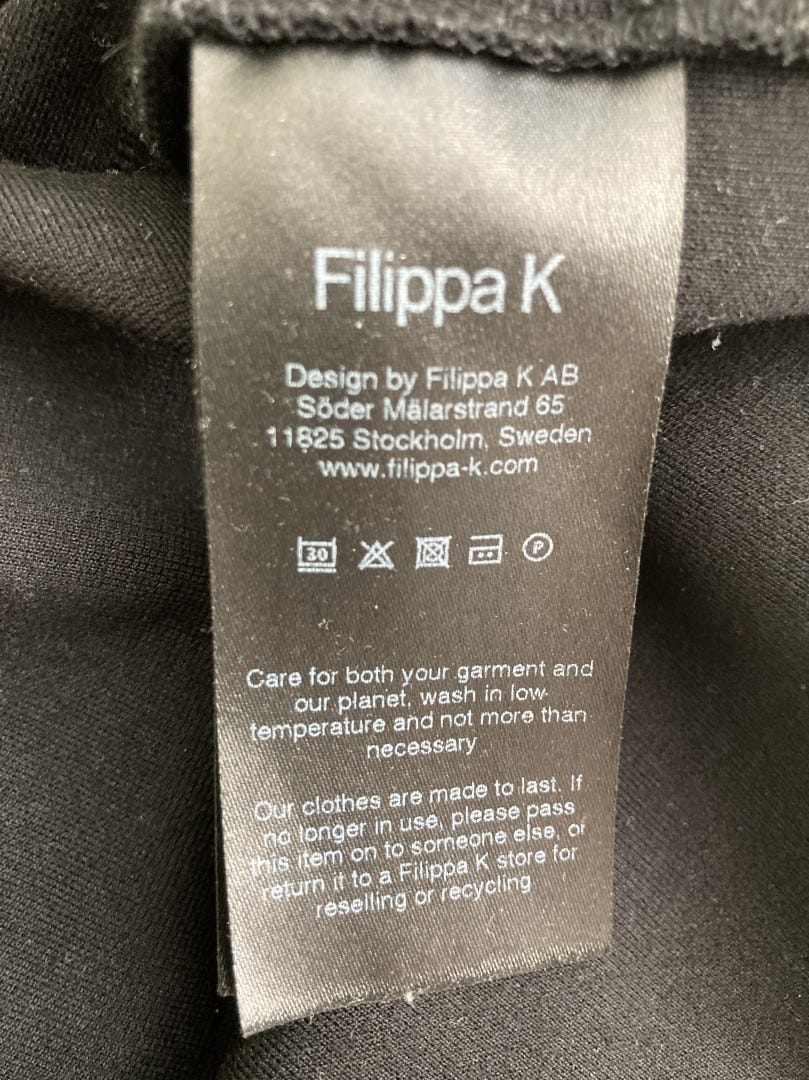 Filippa K
Design by Filippa K AB
Söder Mälarstrand 65
11825 Stockholm, Sweden
www.filippa-k.com
30 P
Care for both your garment and
our planet, wash in low
temperature and not more than
necessary
Our clothes are made to last. If
no longer in use, please pass
this item on to someone else, or
return it to a Filippa K store for
reselling or recycling